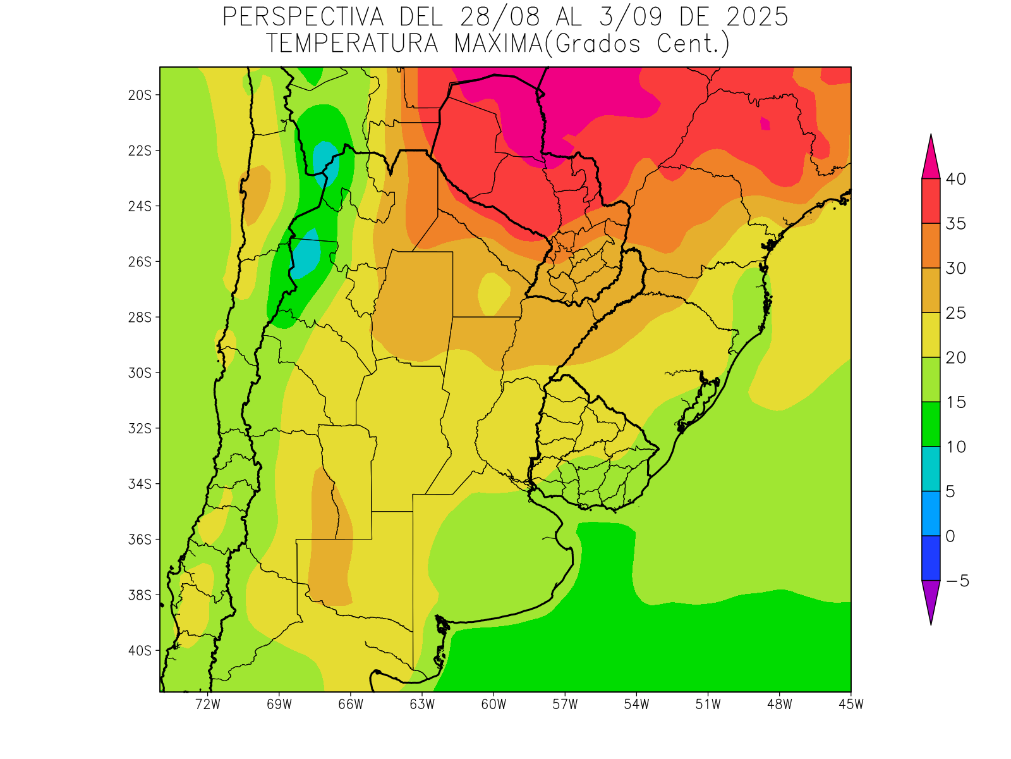 PERSPECTIVA DEL 28/08 AL 3/09 DE 2025
TEMPERATURA MAXIMA(Grados Cent.)
20S
22S
24S
26S
28S
30S
32S
34S
36S
38S
40S
72W 69W 66W 63W 60W 57W 54W 51W 48W 45W
40
35
30
25
20
15
10
5
0
−5